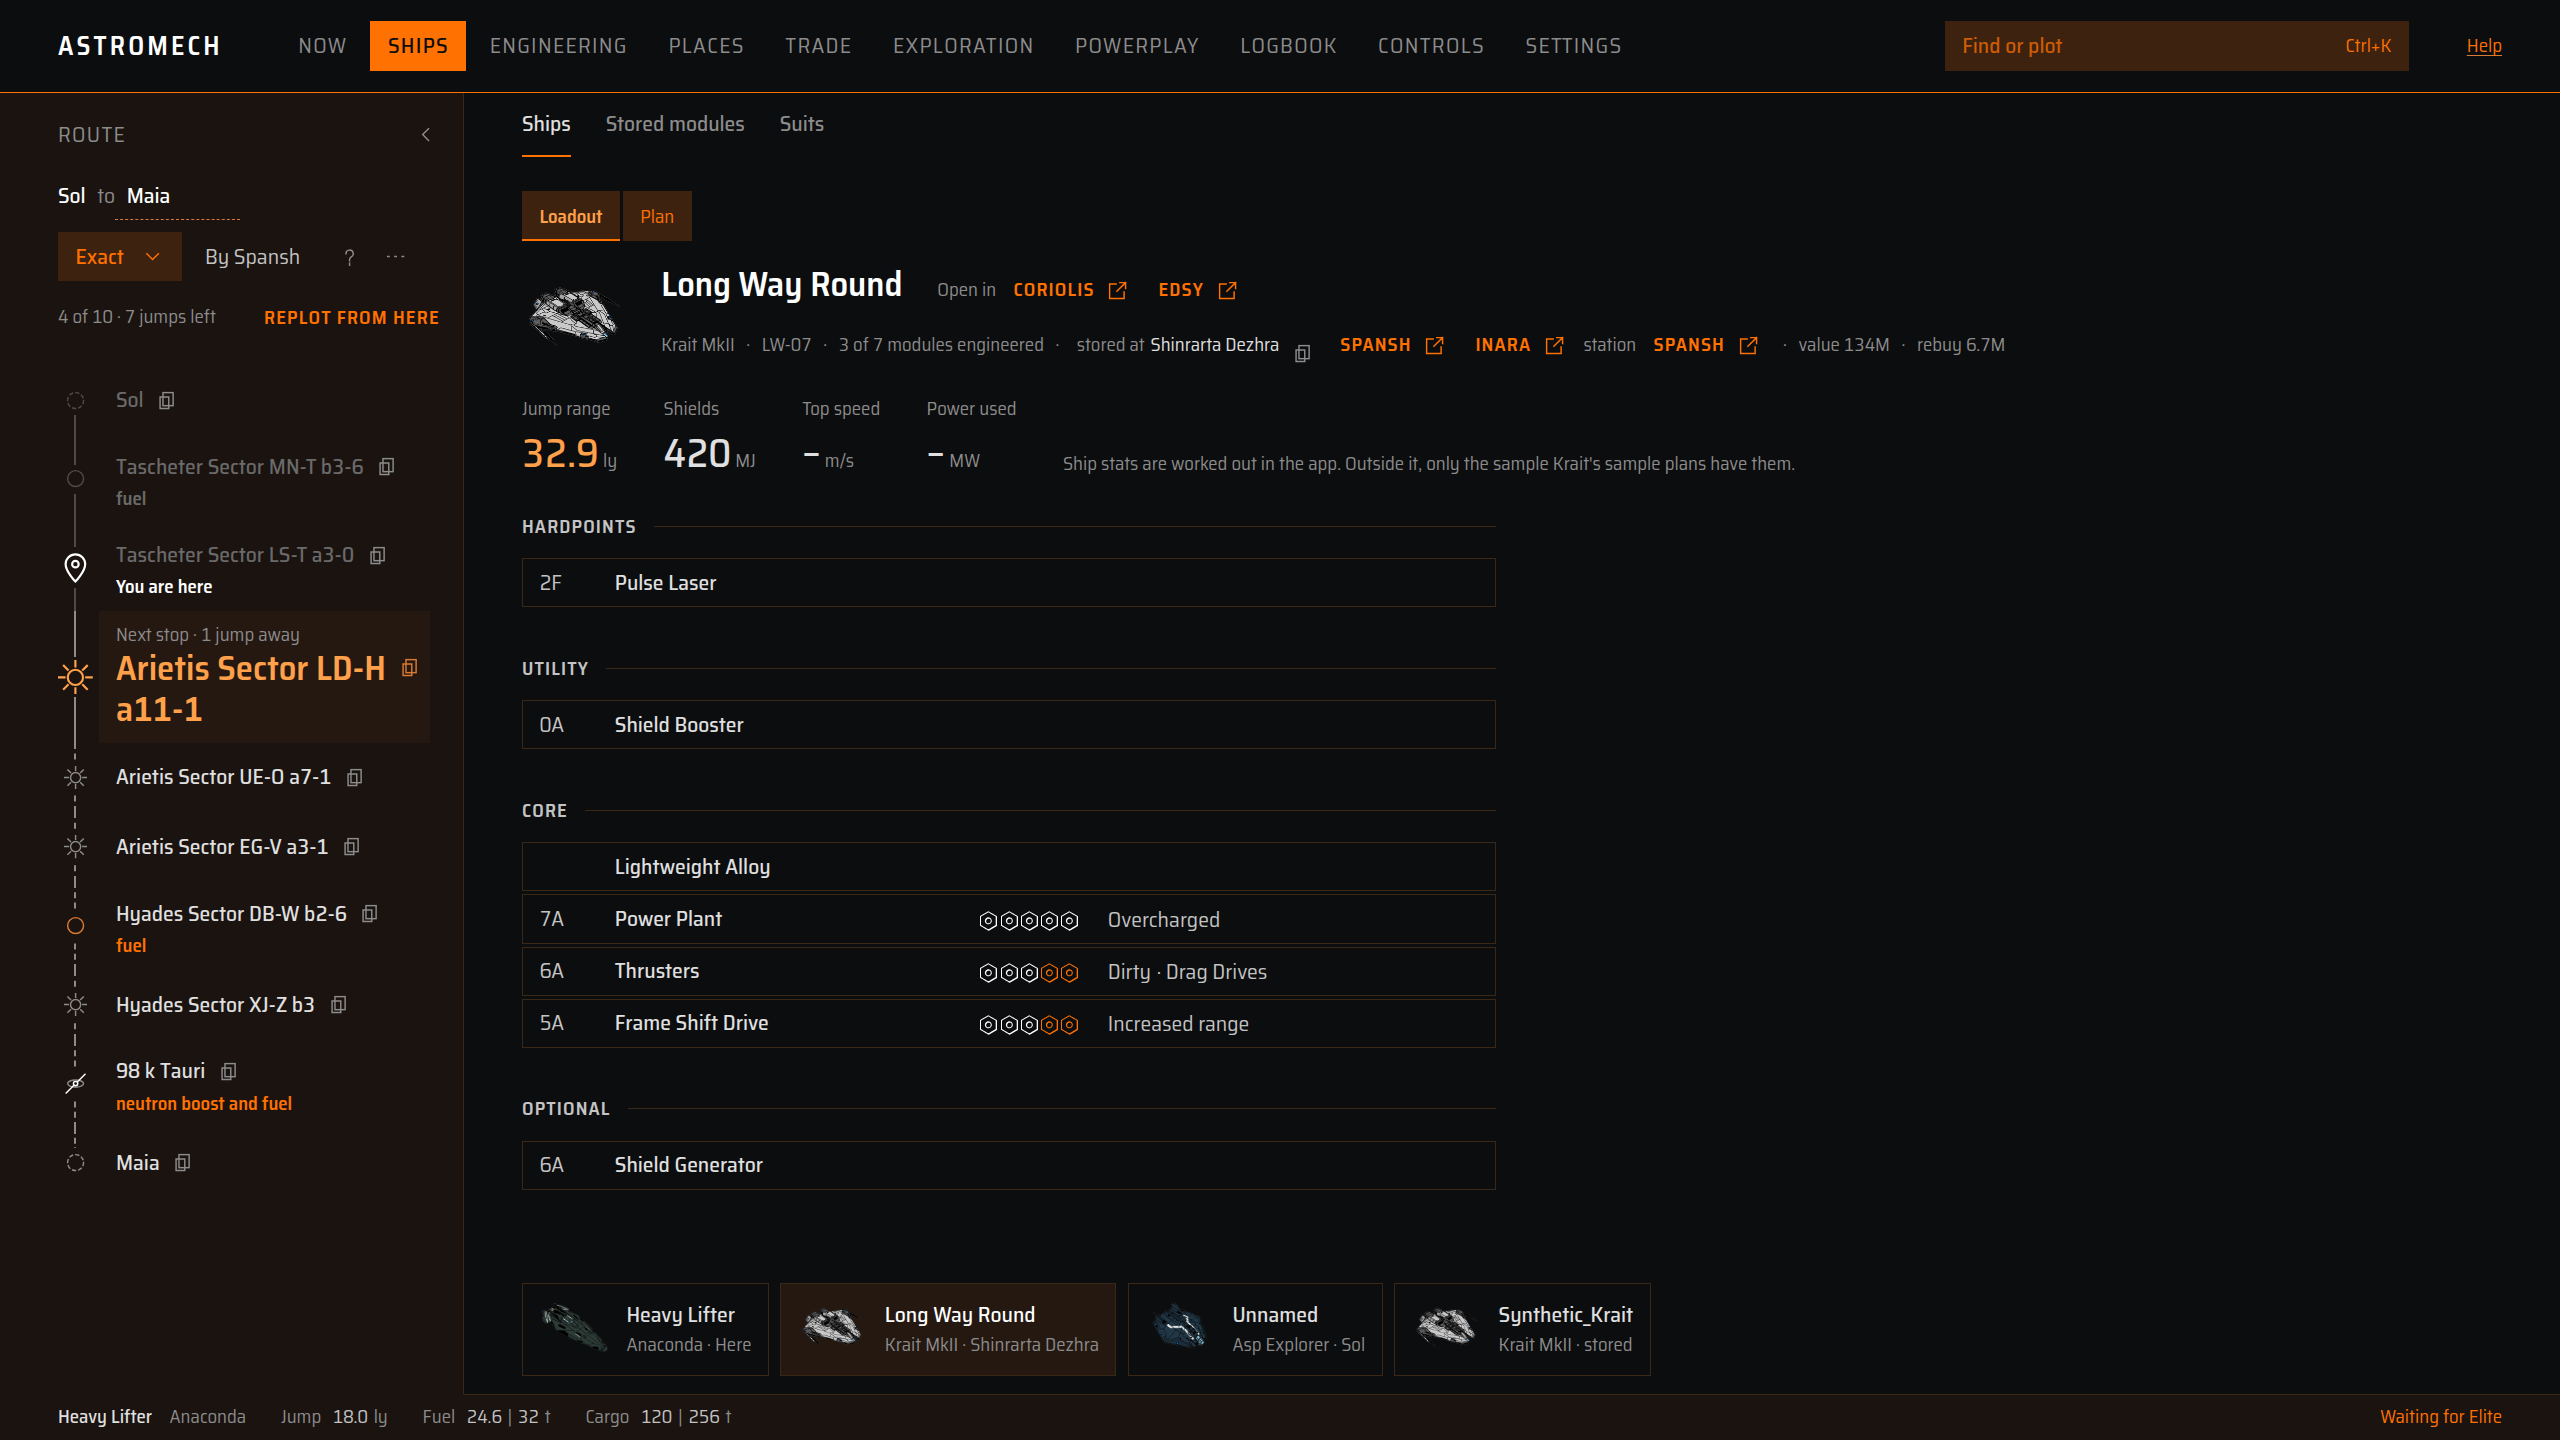 ASTROMECH NOW SHIPS ENGINEERING PLACES TRADE EXPLORATION POWERPLAY LOGBOOK CONTROLS SETTINGS Find or plot Ctrl+K Help
ROUTE
Sol to Maia
Exact By Spansh ? ···
4 of 10 · 7 jumps left REPLOT FROM HERE
Sol
Tascheter Sector MN-T b3-6
fuel
Tascheter Sector LS-T a3-0
You are here
Next stop · 1 jump away
Arietis Sector LD-H
a11-1
Arietis Sector UE-O a7-1
Arietis Sector EG-V a3-1
Hyades Sector DB-W b2-6
fuel
Hyades Sector XJ-Z b3
98 k Tauri
neutron boost and fuel
Maia
Ships Stored modules Suits
Loadout Plan
Long Way Round Open in CORIOLIS EDSY
Krait MkII · LW-07 · 3 of 7 modules engineered · stored at Shinrarta Dezhra SPANSH INARA station SPANSH · value 134M · rebuy 6.7M
Jump range Shields Top speed Power used
32.9 ly 420 MJ – m/s – MW Ship stats are worked out in the app. Outside it, only the sample Krait's sample plans have them.
HARDPOINTS
2F Pulse Laser
UTILITY
0A Shield Booster
CORE
Lightweight Alloy
7A Power Plant Overcharged
6A Thrusters Dirty · Drag Drives
5A Frame Shift Drive Increased range
OPTIONAL
6A Shield Generator
Heavy Lifter Long Way Round Unnamed Synthetic_Krait
Anaconda · Here Krait MkII · Shinrarta Dezhra Asp Explorer · Sol Krait MkII · stored
Heavy Lifter Anaconda Jump 18.0 ly Fuel 24.6 | 32 t Cargo 120 | 256 t Waiting for Elite